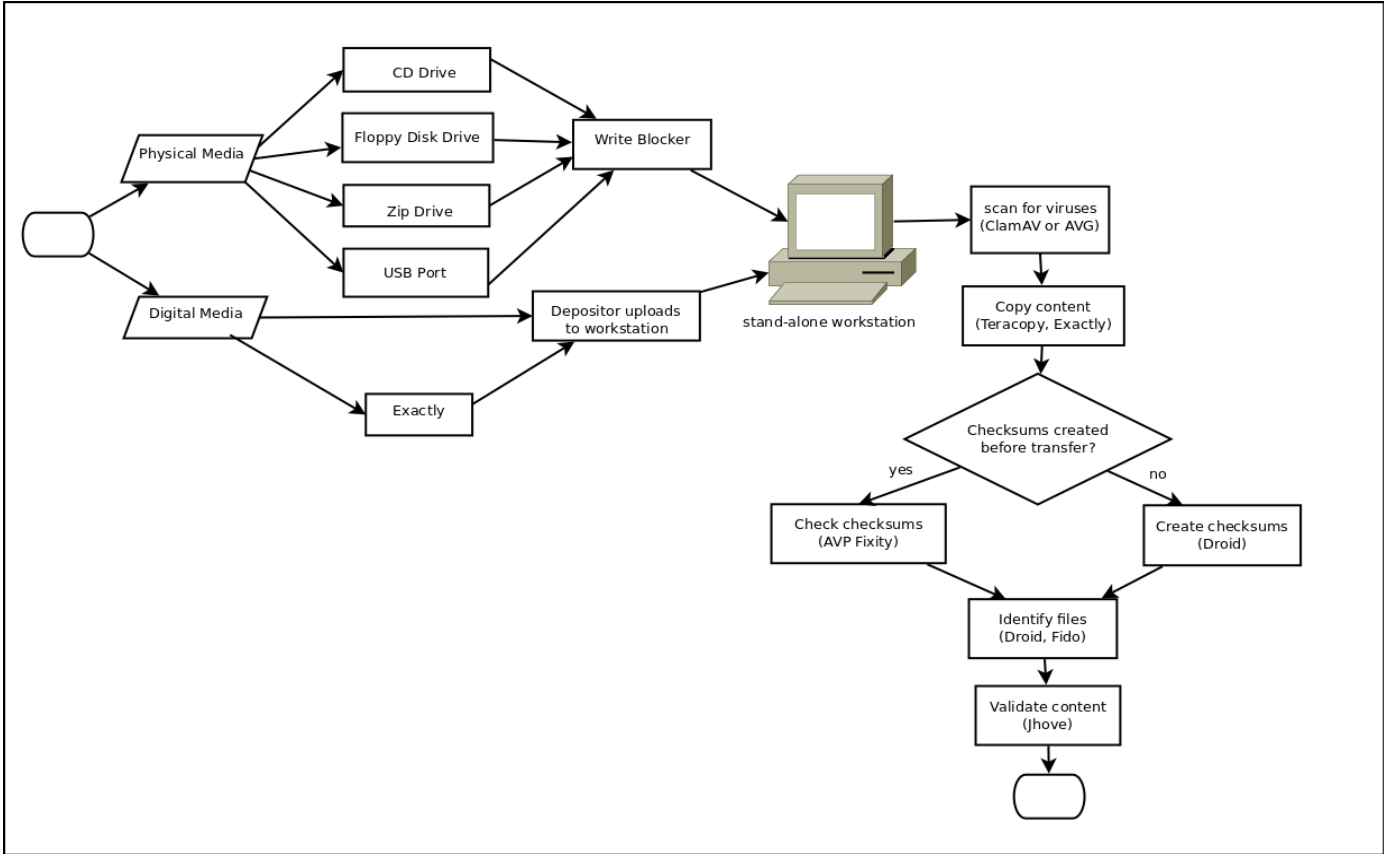 CD Drive
Physical Media
Floppy Disk Drive
Write Blocker
Zip Drive
USB Port
Digital Media
Depositor uploads
to workstation
Exactly
stand-alone workstation
scan for viruses
(ClamAV or AVG)
Copy content
(Teracopy, Exactly)
Checksums created
before transfer?
yes
no
Check checksums
(AVP Fixity)
Create checksums
(Droid)
Identify files
(Droid, Fido)
Validate content
(Jhove)